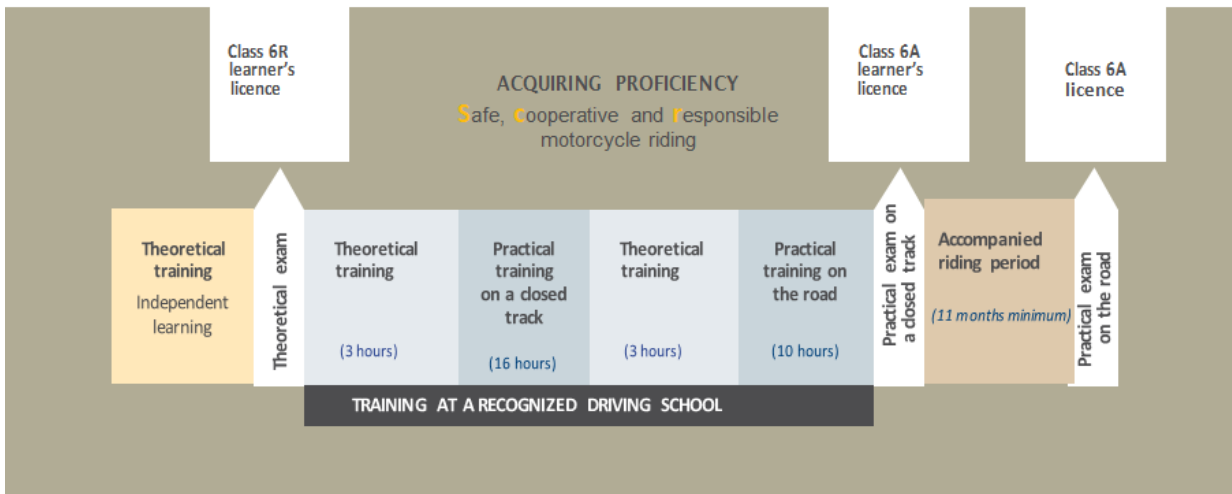 Class 6R
learner's
licence
ACQUIRING PROFICIENCY
Safe, cooperative and responsible
motorcycle riding
Class 6A
learner's
licence
Class 6A
licence
Theoretical
training
Independent
learning
Theoretical exam
Theoretical
training
(3 hours)
Practical
training
on a closed
track
(16 hours)
Theoretical
training
(3 hours)
Practical
training on
the road
(10 hours)
Practical exam on
a closed track
Accompanied
riding period
(11 months minimum)
Practical exam
on the road
TRAINING AT A RECOGNIZED DRIVING SCHOOL